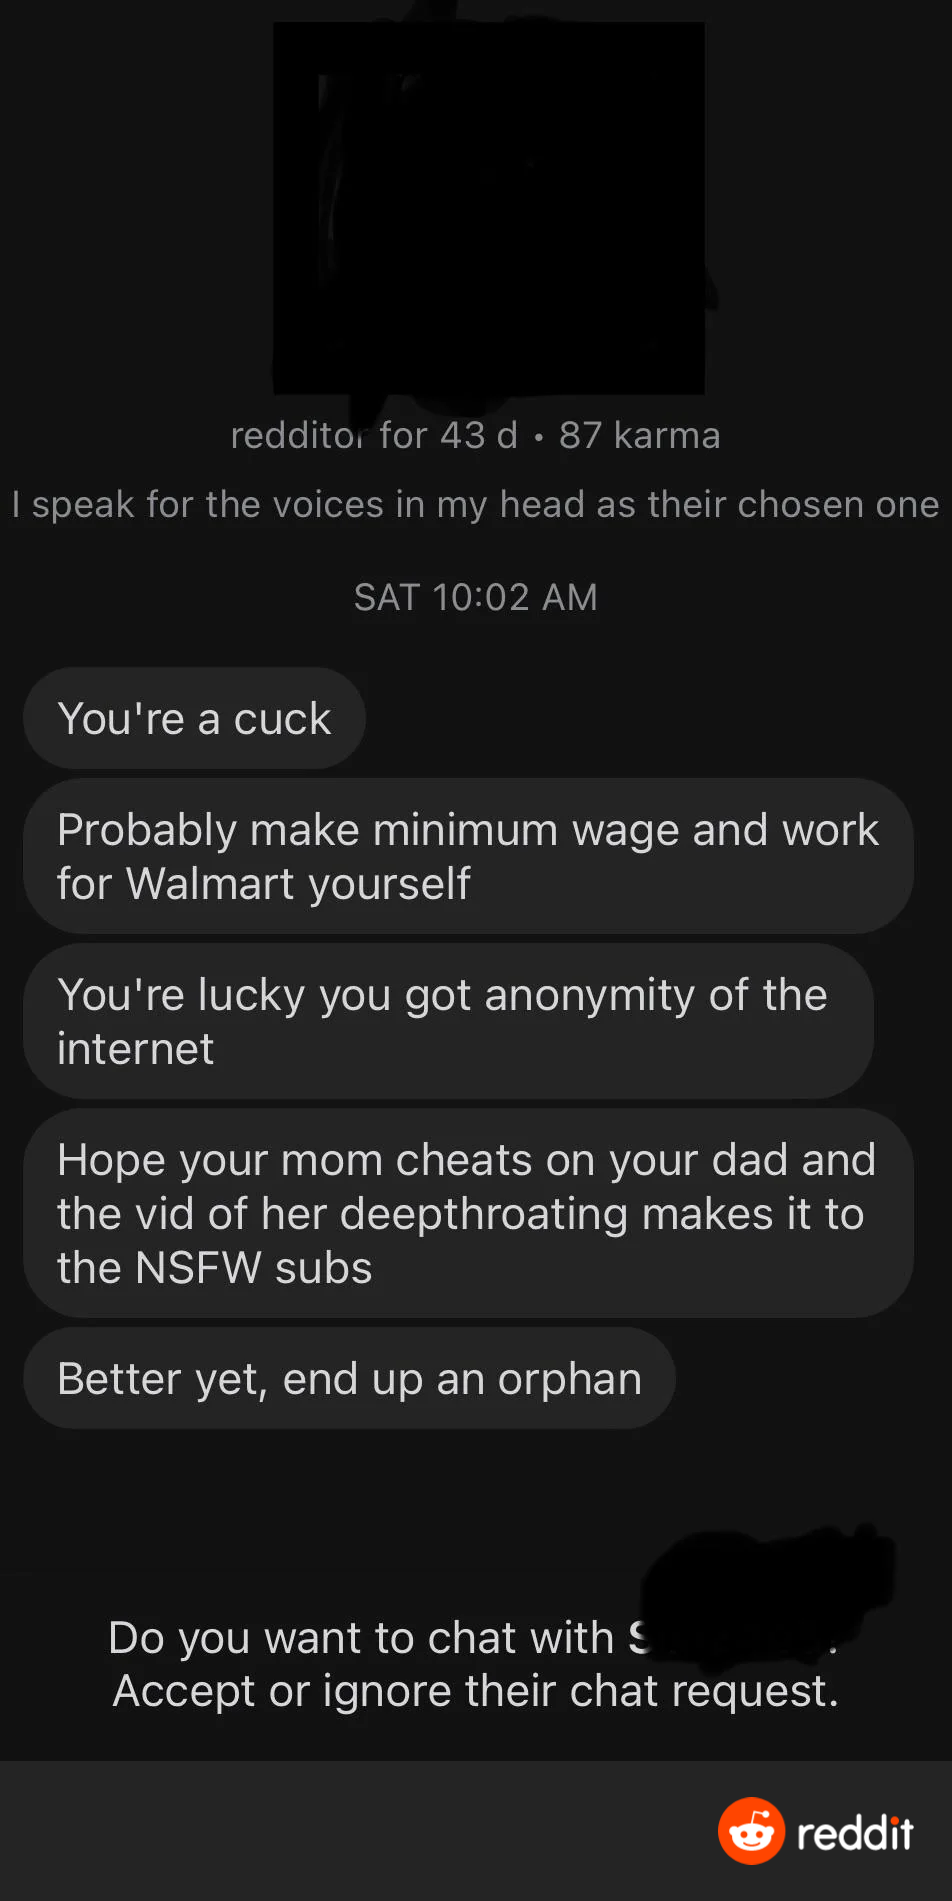 redditor for 43 d • 87 karma
I speak for the voices in my head as their chosen one
SAT 10:02 AM
You're a cuck
Probably make minimum wage and work
for Walmart yourself
You're lucky you got anonymity of the
internet
Hope your mom cheats on your dad and
the vid of her deepthroating makes it to
the NSFW subs
Better yet, end up an orphan
Do you want to chat with
Accept or ignore their chat request.
reddit